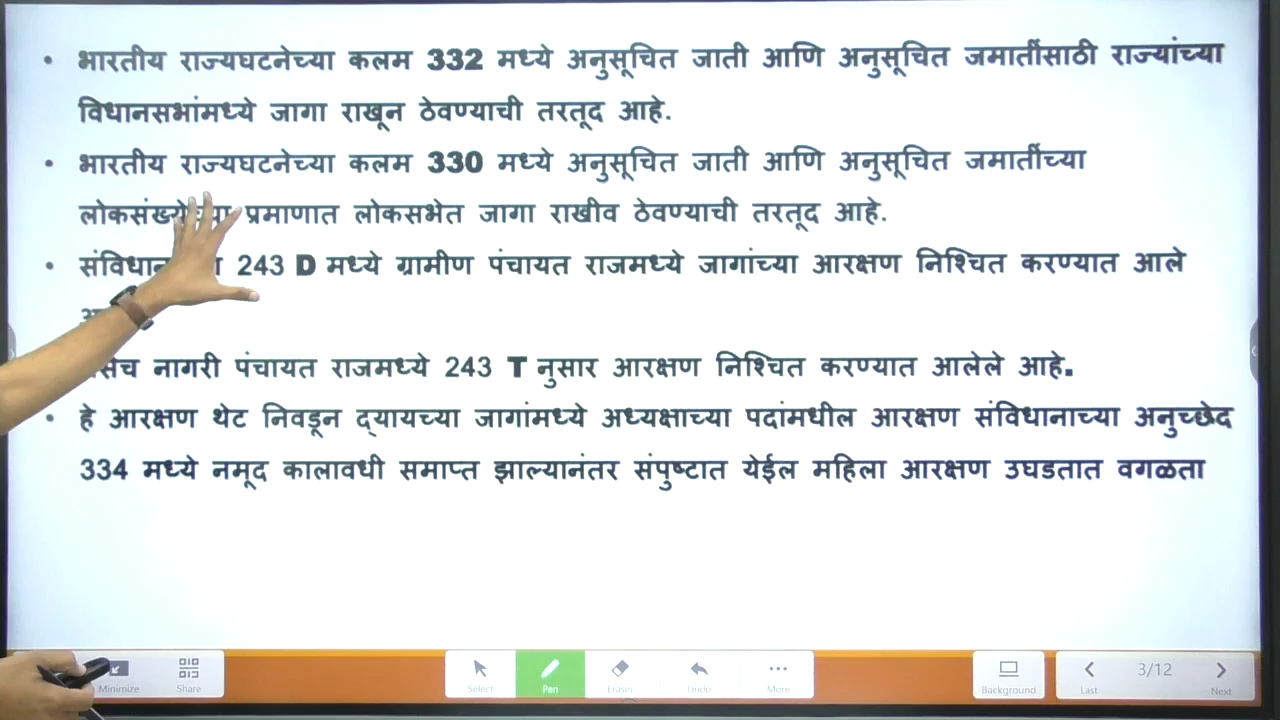 • भारतीय राज्यघटनेच्या कलम 332 मध्ये अनुसूचित जाती आणि अनुसूचित जमातींसाठी राज्यांच्या
विधानसभांमध्ये जागा राखून ठेवण्याची तरतूद आहे.
• भारतीय राज्यघटनेच्या कलम 330 मध्ये अनुसूचित जाती आणि अनुसूचित जमातींच्या
प्रमाणात लोकसभेत जागा राखीव ठेवण्याची तरतूद आहे.
• 243 D मध्ये ग्रामीण पंचायत राजमध्ये जागांच्या आरक्षण निश्चित करण्यात आले
नागरी पंचायत राजमध्ये 243 T नुसार आरक्षण निश्चित करण्यात आलेले आहे.
• हे आरक्षण थेट निवडून द्यायच्या जागांमध्ये अध्यक्षाच्या पदांमधील आरक्षण संविधानाच्या अनुच्छेद
334 मध्ये नमूद कालावधी समाप्त झाल्यानंतर संपुष्टात येईल महिला आरक्षण उघडतात वगळता
Minimize Share Select Pen Eraser Undo More Background Last 3/12 Next